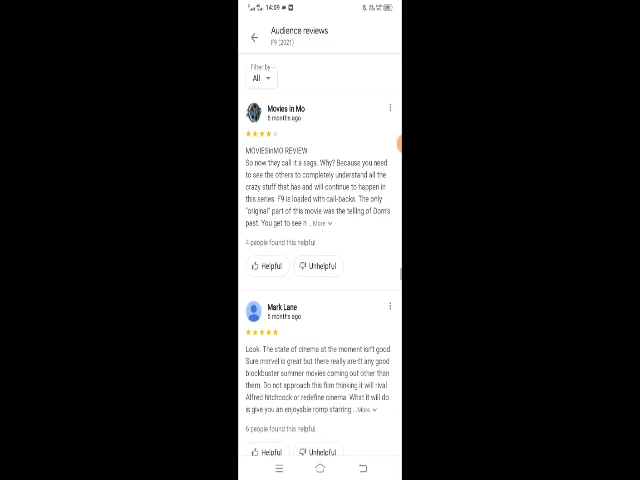 14:09
Audience reviews
F9 (2021)
Filter by
All
Movies in Mo
5 months ago
MOVIESinMO REVIEW
So now they call it a saga. Why? Because you need
to see the others to completely understand all the
crazy stuff that has and will continue to happen in
this series. F9 is loaded with call-backs. The only
"original" part of this movie was the telling of Dom's
past. You get to see h... More
4 people found this helpful
Helpful Unhelpful
Mark Lane
5 months ago
Look. The state of cinema at the moment isn't good.
Sure marvel is great but there really aren't any good
blockbuster summer movies coming out other than
them. Do not approach this film thinking it will rival
Alfred hitchcock or redefine cinema. What it will do
is give you an enjoyable romp starring ...More
6 people found this helpful
Helpful Unhelpful